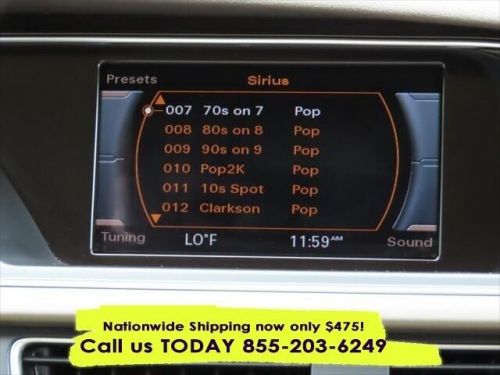 Presets
Sirius
007 70s on 7 Pop
008 80s on 8 Pop
009 90s on 9 Pop
010 Pop2K Pop
011 10s Spot Pop
012 Clarkson Pop
Tuning
LO°F
11:59AM
Sound
Nationwide Shipping now only $475!
Call us TODAY 855-203-6249